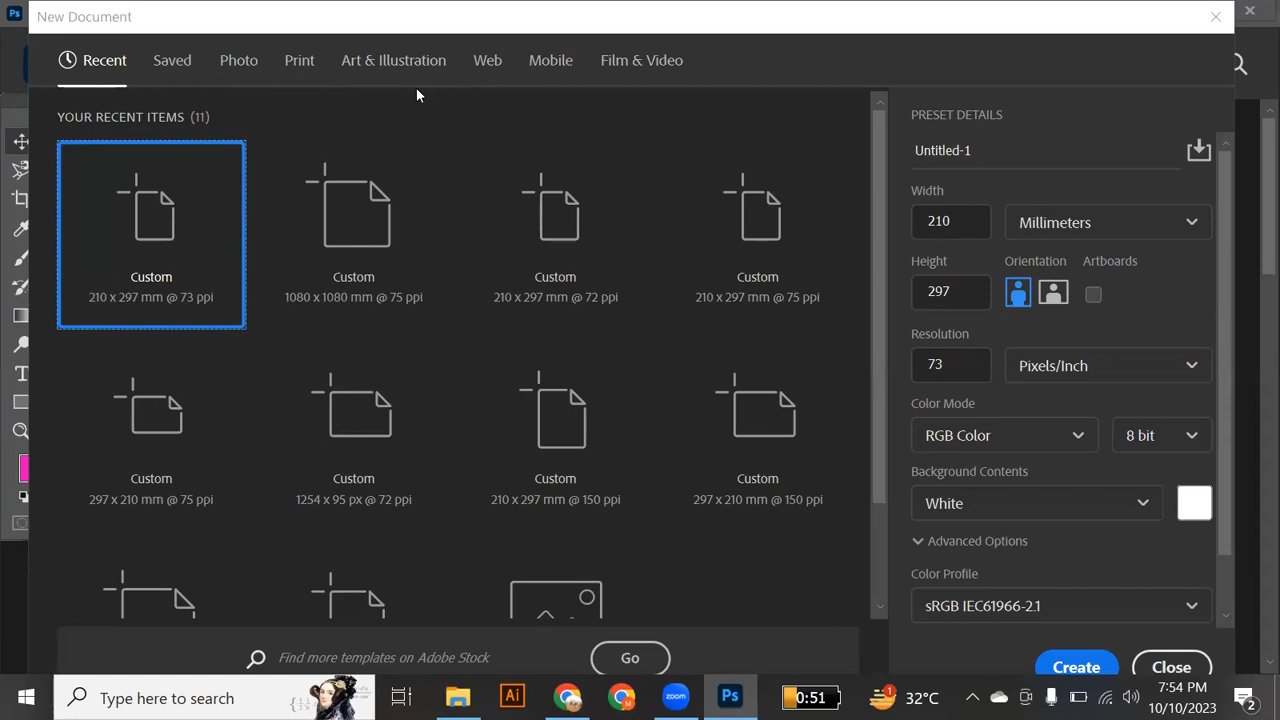 Ps
New Document
Recent Saved Photo Print Art & Illustration Web Mobile Film & Video
YOUR RECENT ITEMS (11)
Custom
210 x 297 mm @ 73 ppi
Custom
1080 x 1080 mm @ 75 ppi
Custom
210 x 297 mm @ 72 ppi
Custom
210 x 297 mm @ 75 ppi
Custom
297 x 210 mm @ 75 ppi
Custom
1254 x 95 px @ 72 ppi
Custom
210 x 297 mm @ 150 ppi
Custom
297 x 210 mm @ 150 ppi
Find more templates on Adobe Stock
Go
PRESET DETAILS
Untitled-1
Width
210 Millimeters
Height Orientation Artboards
297
Resolution
73 Pixels/Inch
Color Mode
RGB Color 8 bit
Background Contents
White
Advanced Options
Color Profile
sRGB IEC61966-2.1
Create Close
Type here to search
Ai
M
zoom
Ps
0:51
1
32°C
7:54 PM
10/10/2023
2